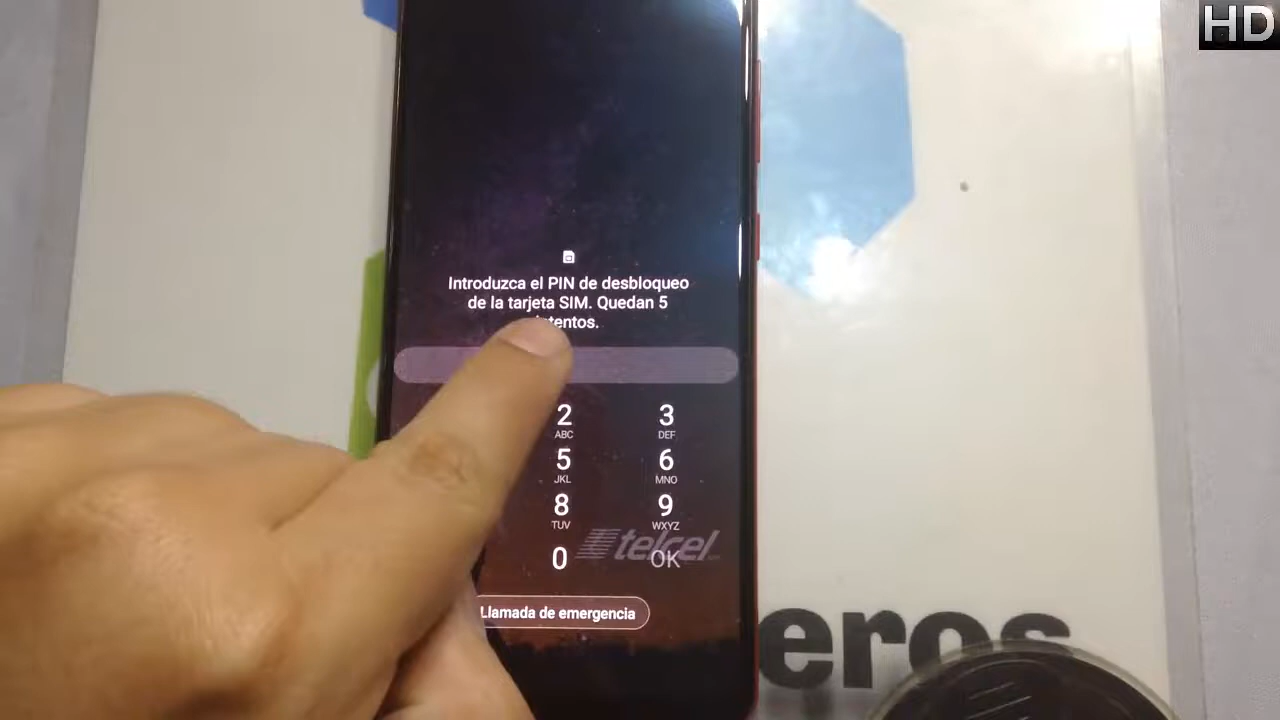 HD
Introduzca el PIN de desbloqueo
de la tarjeta SIM. Quedan 5
2
ABC
3
DEF
5
JKL
6
MNO
8
TUV
9
WXYZ
0
telcel
OK
Llamada de emergencia
eros